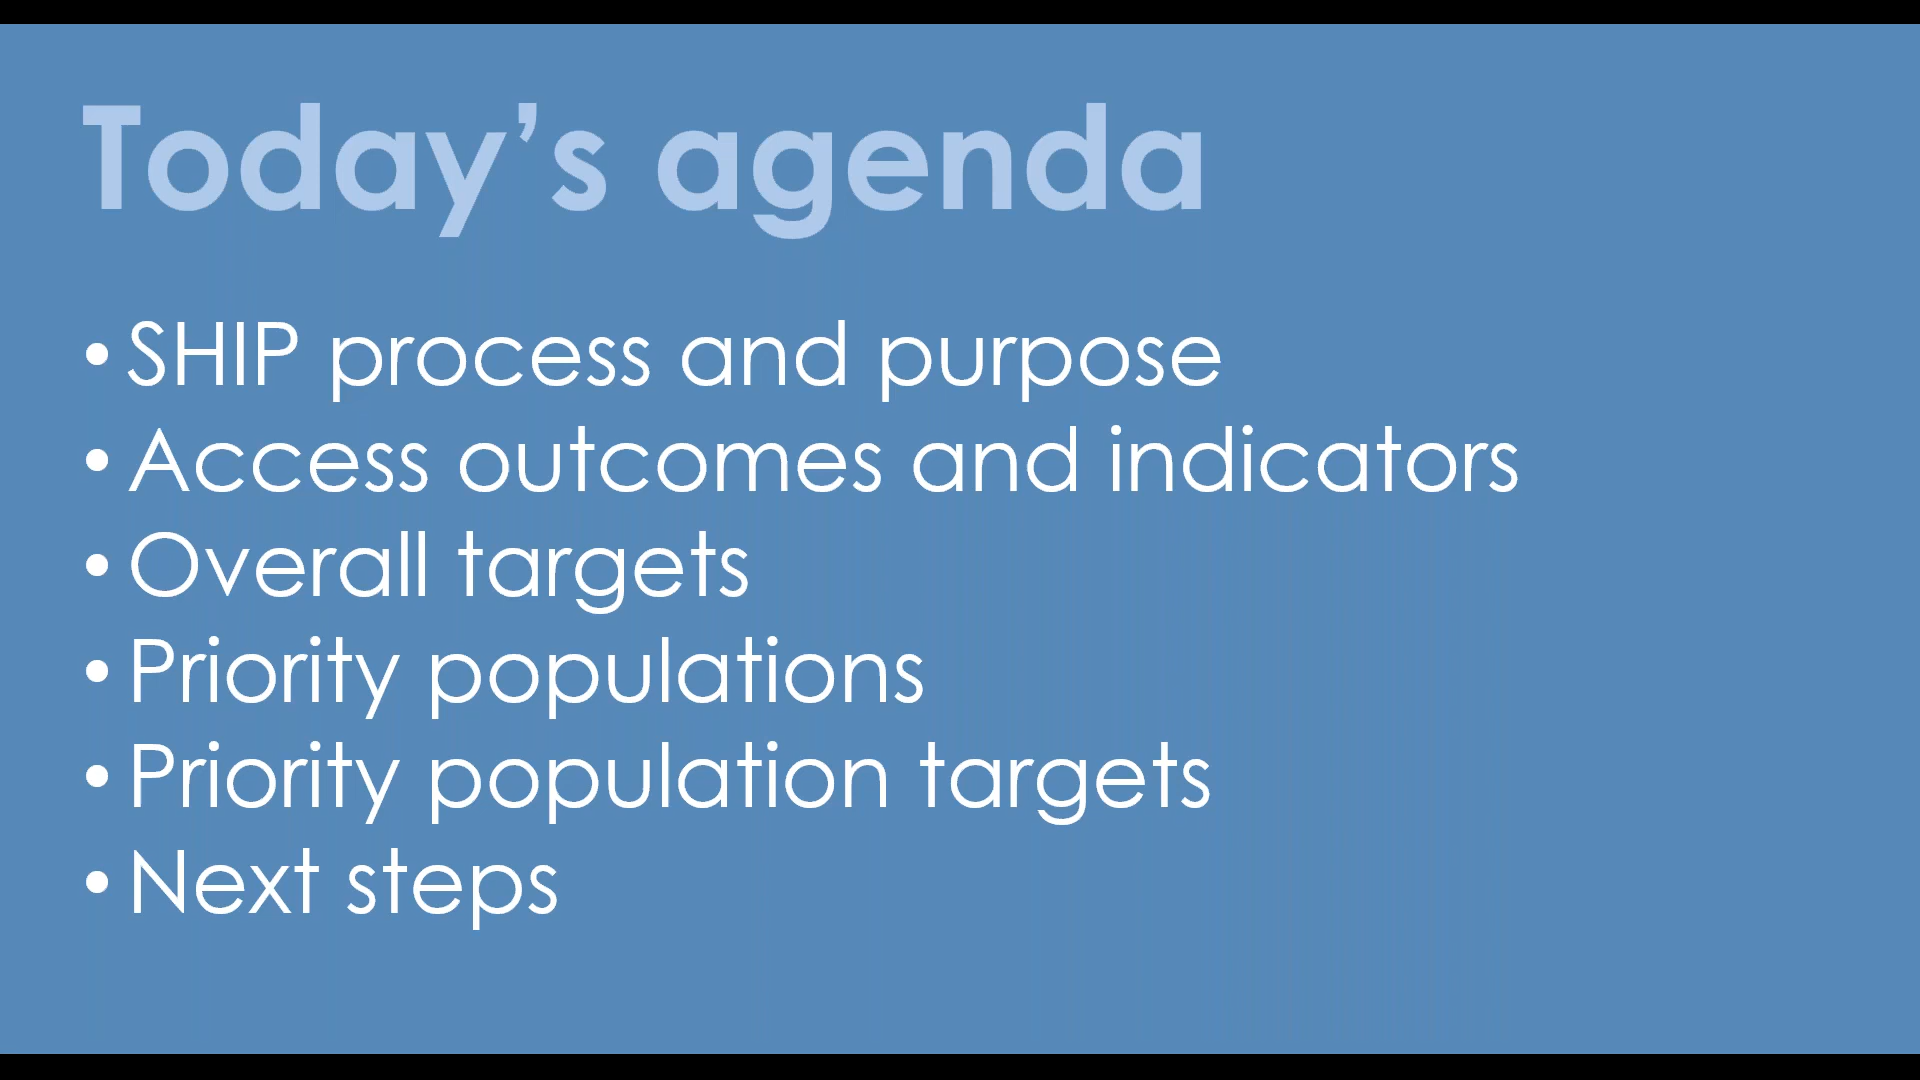 Today’s agenda
• SHIP process and purpose
• Access outcomes and indicators
• Overall targets
• Priority populations
• Priority population targets
• Next steps